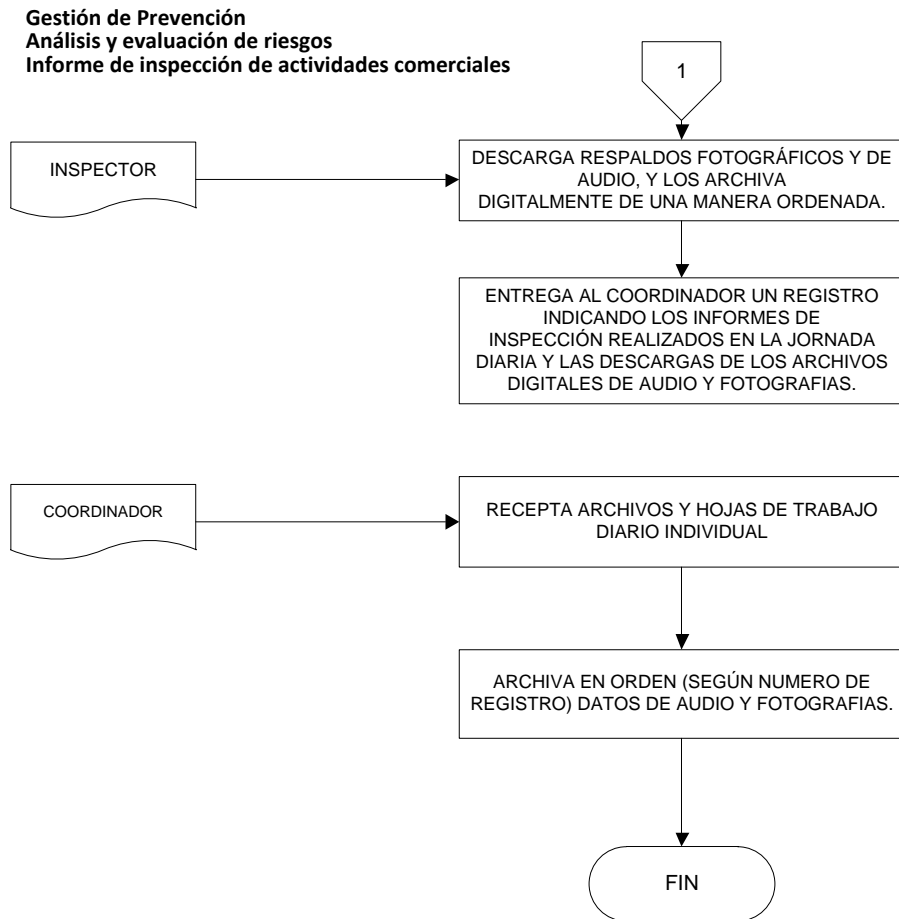 Gestión de Prevención
Análisis y evaluación de riesgos
Informe de inspección de actividades comerciales
1
INSPECTOR
DESCARGA RESPALDOS FOTOGRÁFICOS Y DE
AUDIO, Y LOS ARCHIVA
DIGITALMENTE DE UNA MANERA ORDENADA.
ENTREGA AL COORDINADOR UN REGISTRO
INDICANDO LOS INFORMES DE
INSPECCIÓN REALIZADOS EN LA JORNADA
DIARIA Y LAS DESCARGAS DE LOS ARCHIVOS
DIGITALES DE AUDIO Y FOTOGRAFIAS.
COORDINADOR
RECEPTA ARCHIVOS Y HOJAS DE TRABAJO
DIARIO INDIVIDUAL
ARCHIVA EN ORDEN (SEGÚN NUMERO DE
REGISTRO) DATOS DE AUDIO Y FOTOGRAFIAS.
FIN